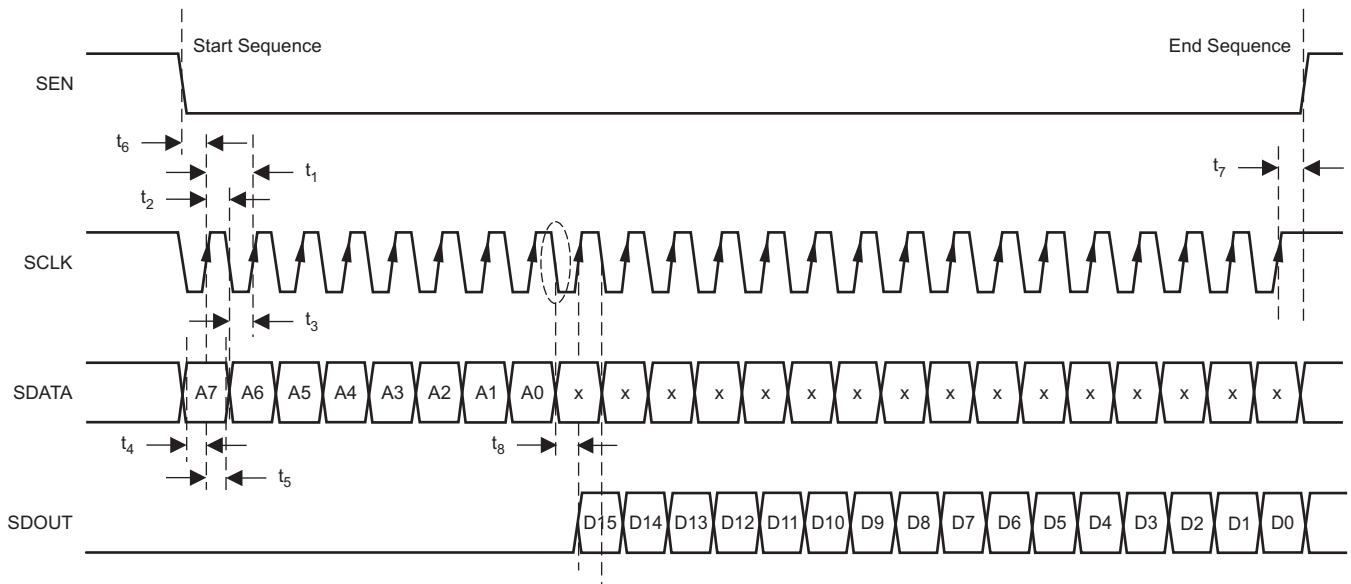 Start Sequence
End Sequence
SEN
t6
t1
t7
t2
SCLK
t3
SDATA
A7 A6 A5 A4 A3 A2 A1 A0 x x x x x x x x x x x x x x x x
t4
t8
t5
SDOUT
D15 D14 D13 D12 D11 D10 D9 D8 D7 D6 D5 D4 D3 D2 D1 D0